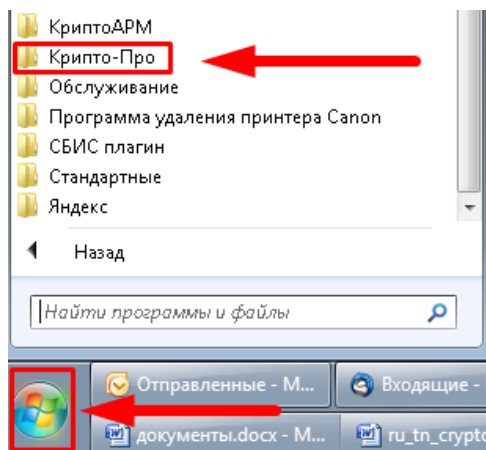 КриптоАРМ
Крипто-Про
Обслуживание
Программа удаления принтера Canon
СБИС плагин
Стандартные
Яндекс
Назад
Найти программы и файлы
Отправленные - M...
Входящие -
документы.docx - M...
ru_tn_crypto